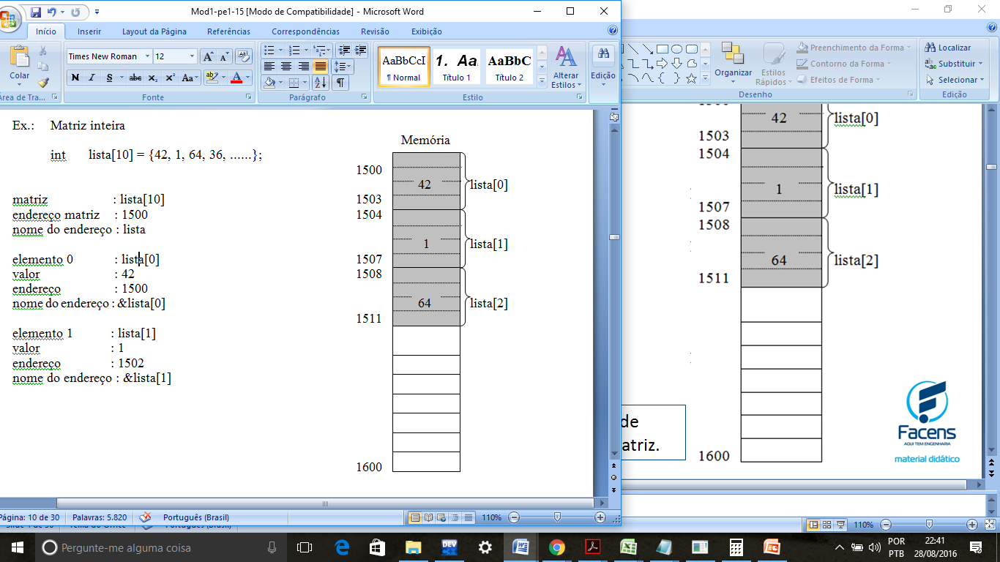 Mod1-pe1-15 [Modo de Compatibilidade] - Microsoft Word
Início Inserir Layout da Página Referências Correspondências Revisão Exibição
Colar
Times New Roman 12
N I S abe x₂ x² Aa
Área de Tra...
Fonte
Parágrafo
AaBbCcI 1. Aa AaBbC
¶ Normal Título 1 Título 2
Alterar
Estilos
Estilo
Edição
Organizar
Estilos
Rápidos
Preenchimento da Forma
Contorno da Forma
Efeitos de Forma
Desenho
Localizar
Substituir
Selecionar
Edição
Ex.: Matriz inteira
int lista[10] = {42, 1, 64, 36, ......};
matriz : lista[10]
endereço matriz : 1500
nome do endereço : lista
elemento 0 : lista[0]
valor : 42
endereço : 1500
nome do endereço : &lista[0]
elemento 1 : lista[1]
valor : 1
endereço : 1502
nome do endereço : &lista[1]
Memória
1500
42 lista[0]
1503
1504
1 lista[1]
1507
1508
64 lista[2]
1511
1600
42 lista[0]
1503
1504
1 lista[1]
1507
1508
64 lista[2]
1511
1600
de
atriz.
Facens
AQUI TEM ENGENHARIA
material didático
Página: 10 de 30 Palavras: 5.820 Português (Brasil) 110%
110%
Pergunte-me alguma coisa
DEV
POR
PTB
22:41
28/08/2016